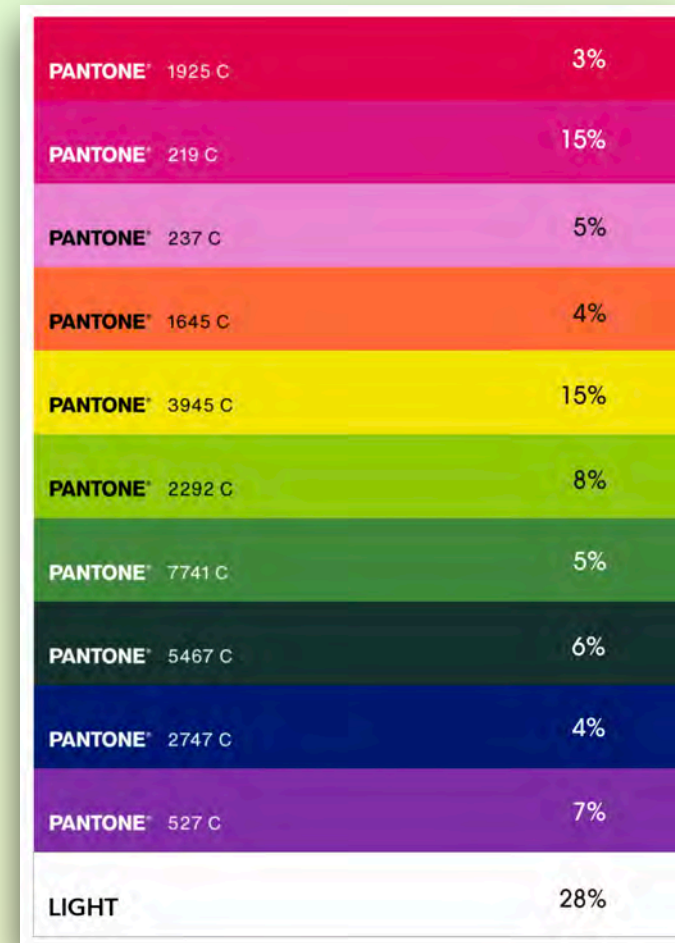 PANTONE® 1925 C 3%
PANTONE® 219 C 15%
PANTONE® 237 C 5%
PANTONE® 1645 C 4%
PANTONE® 3945 C 15%
PANTONE® 2292 C 8%
PANTONE® 7741 C 5%
PANTONE® 5467 C 6%
PANTONE® 2747 C 4%
PANTONE® 527 C 7%
LIGHT 28%